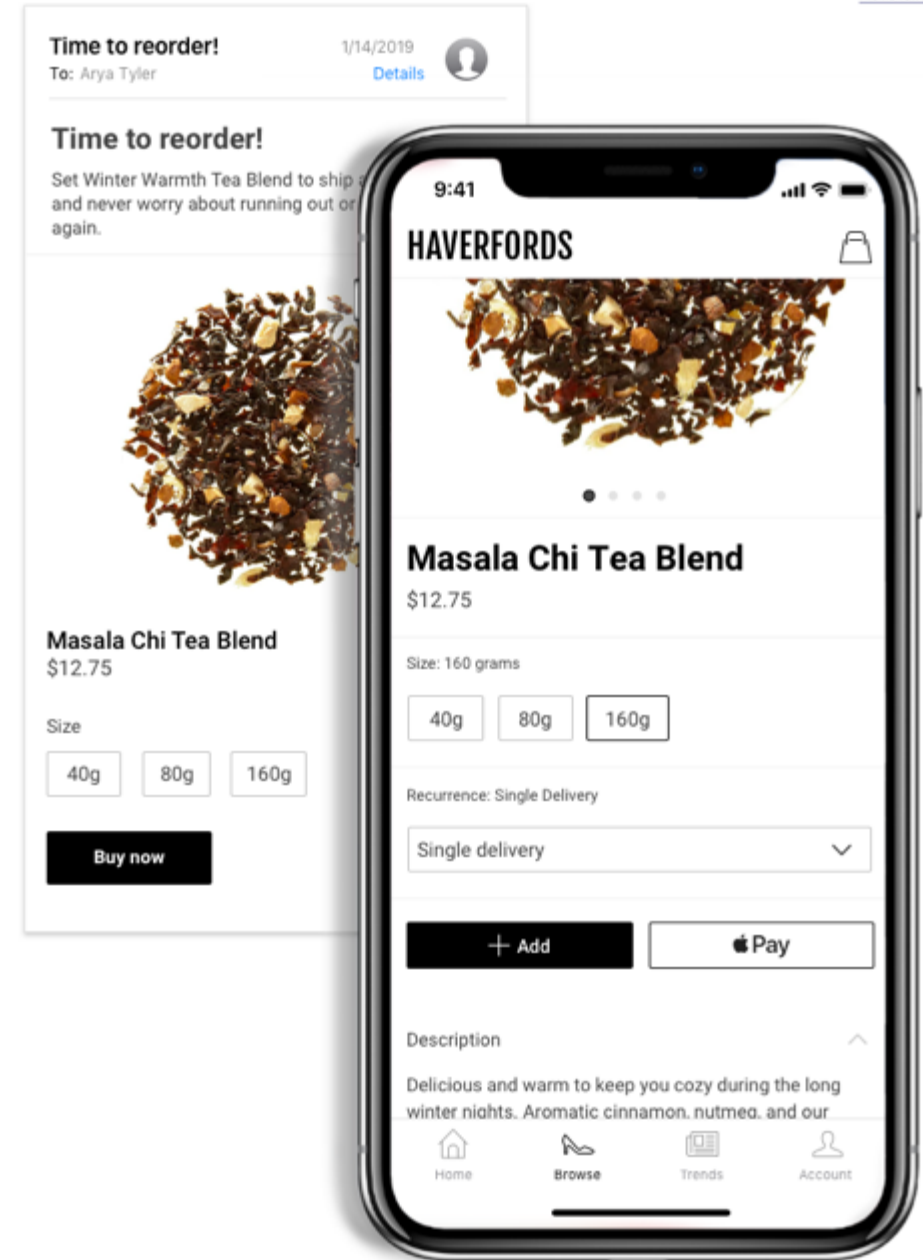 Time to reorder!
1/14/2019
To: Arya Tyler
Details
Time to reorder!
Set Winter Warmth Tea Blend to ship
and never worry about running out or
again.
Masala Chi Tea Blend
$12.75
Size
40g
80g
160g
Buy now
9:41
HAVERFORDS
Masala Chi Tea Blend
$12.75
Size: 160 grams
40g
80g
160g
Recurrence: Single Delivery
Single delivery
+ Add
Pay
Description
Delicious and warm to keep you cozy during the long
winter nights. Aromatic cinnamon, nutmeg, and our
Home
Browse
Trends
Account